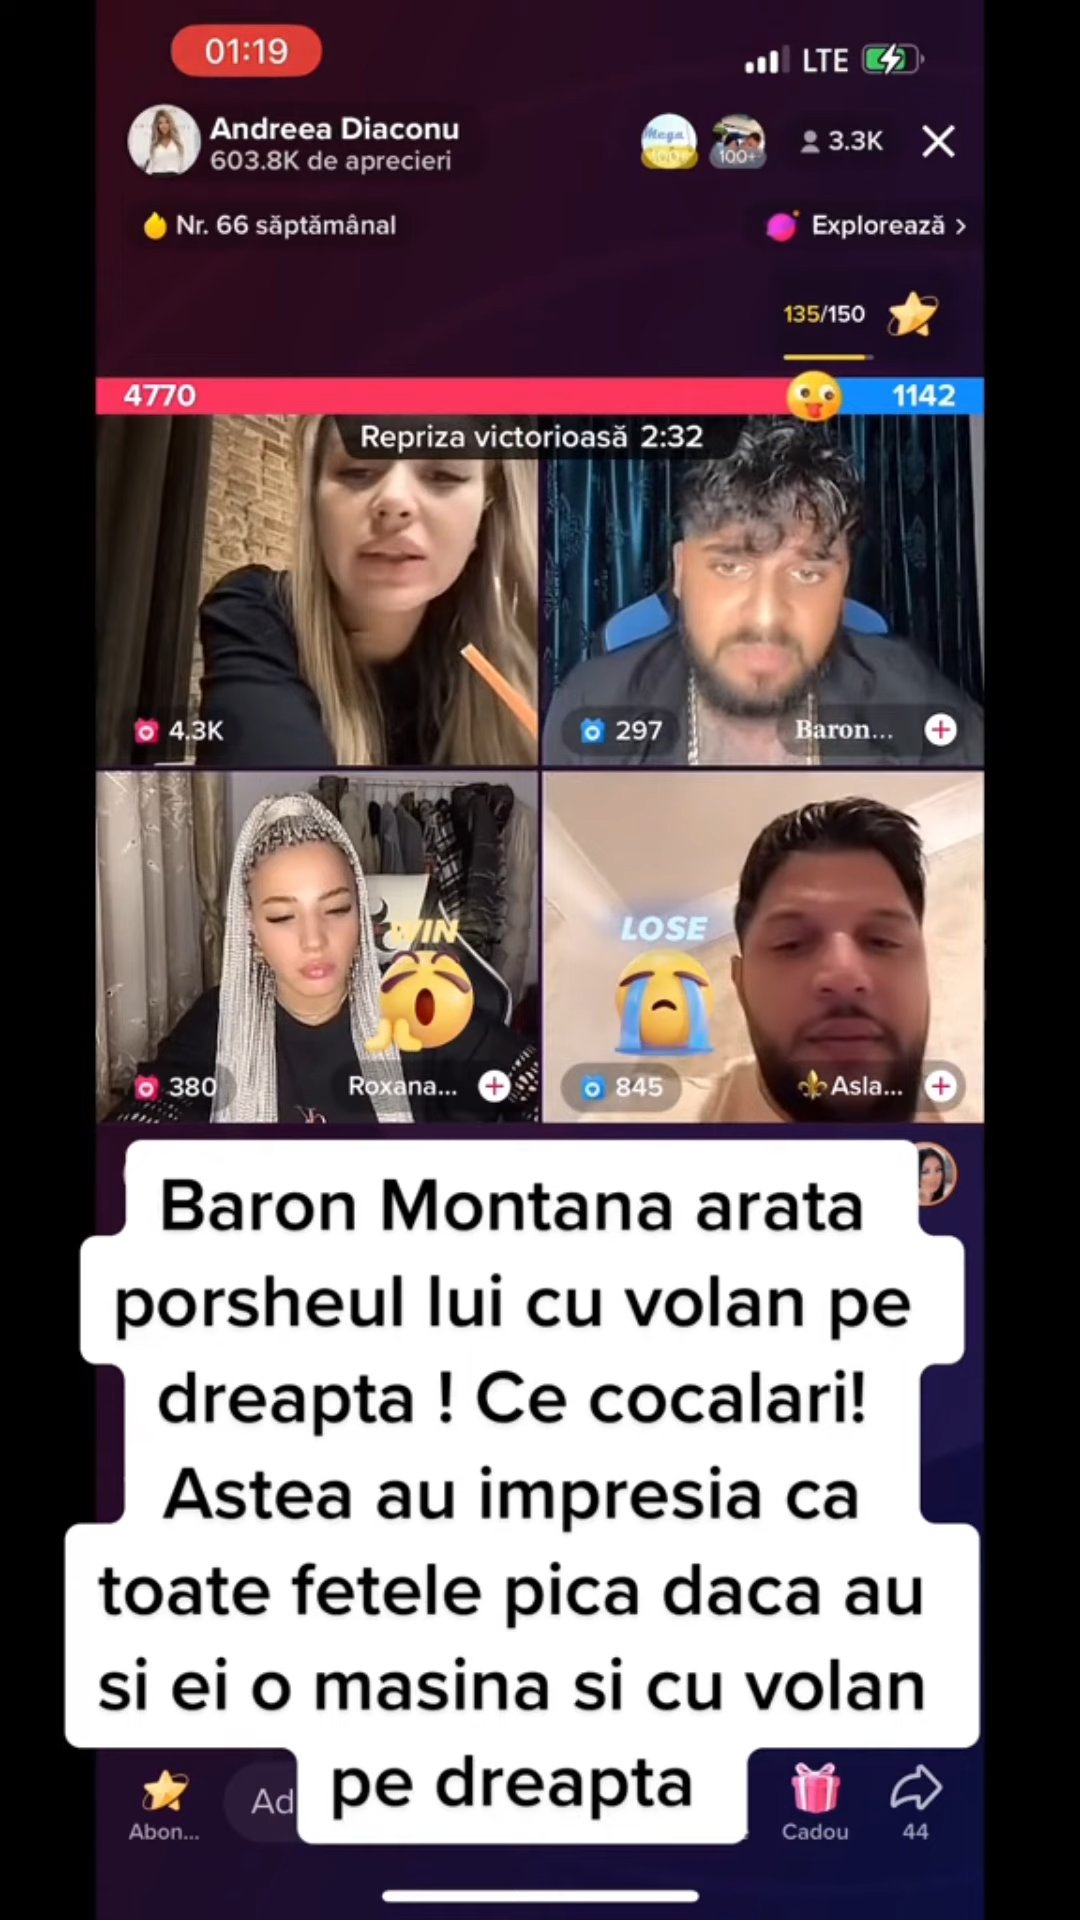 01:19
LTE
Andreea Diaconu
603.8K de aprecieri
100+
3.3K
Nr. 66 săptămânal
Explorează >
135/150
4770
1142
Repriza victorioasă 2:32
4.3K
297
Baron...
WIN
LOSE
380
Roxana...
845
⚜Asla...
Baron Montana arata
porsheul lui cu volan pe
dreapta ! Ce cocalari!
Astea au impresia ca
toate fetele pica daca au
si ei o masina si cu volan
pe dreapta
Ad
Abon...
Cadou
44